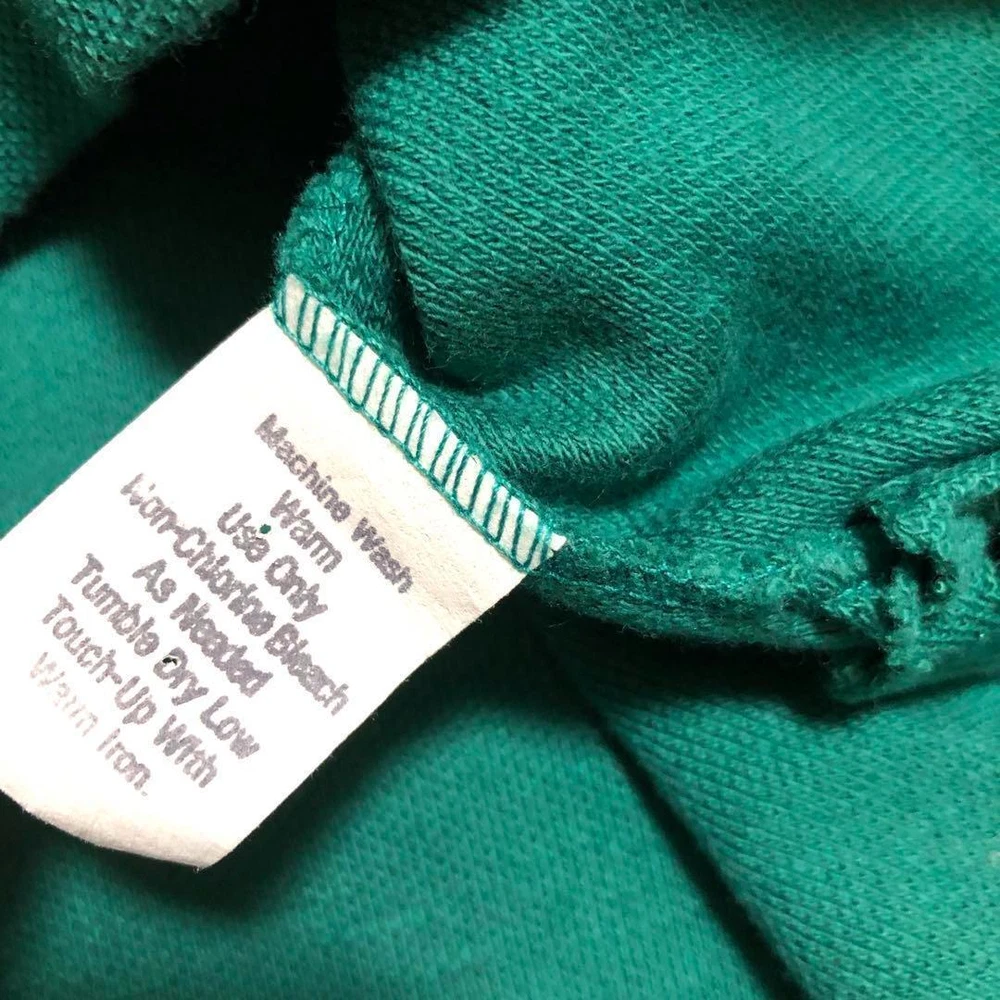 Machine Wash
Warm
Use Only
Non-Chlorine Bleach
As Needed
Tumble Dry Low
Touch-Up With
Warm Iron.